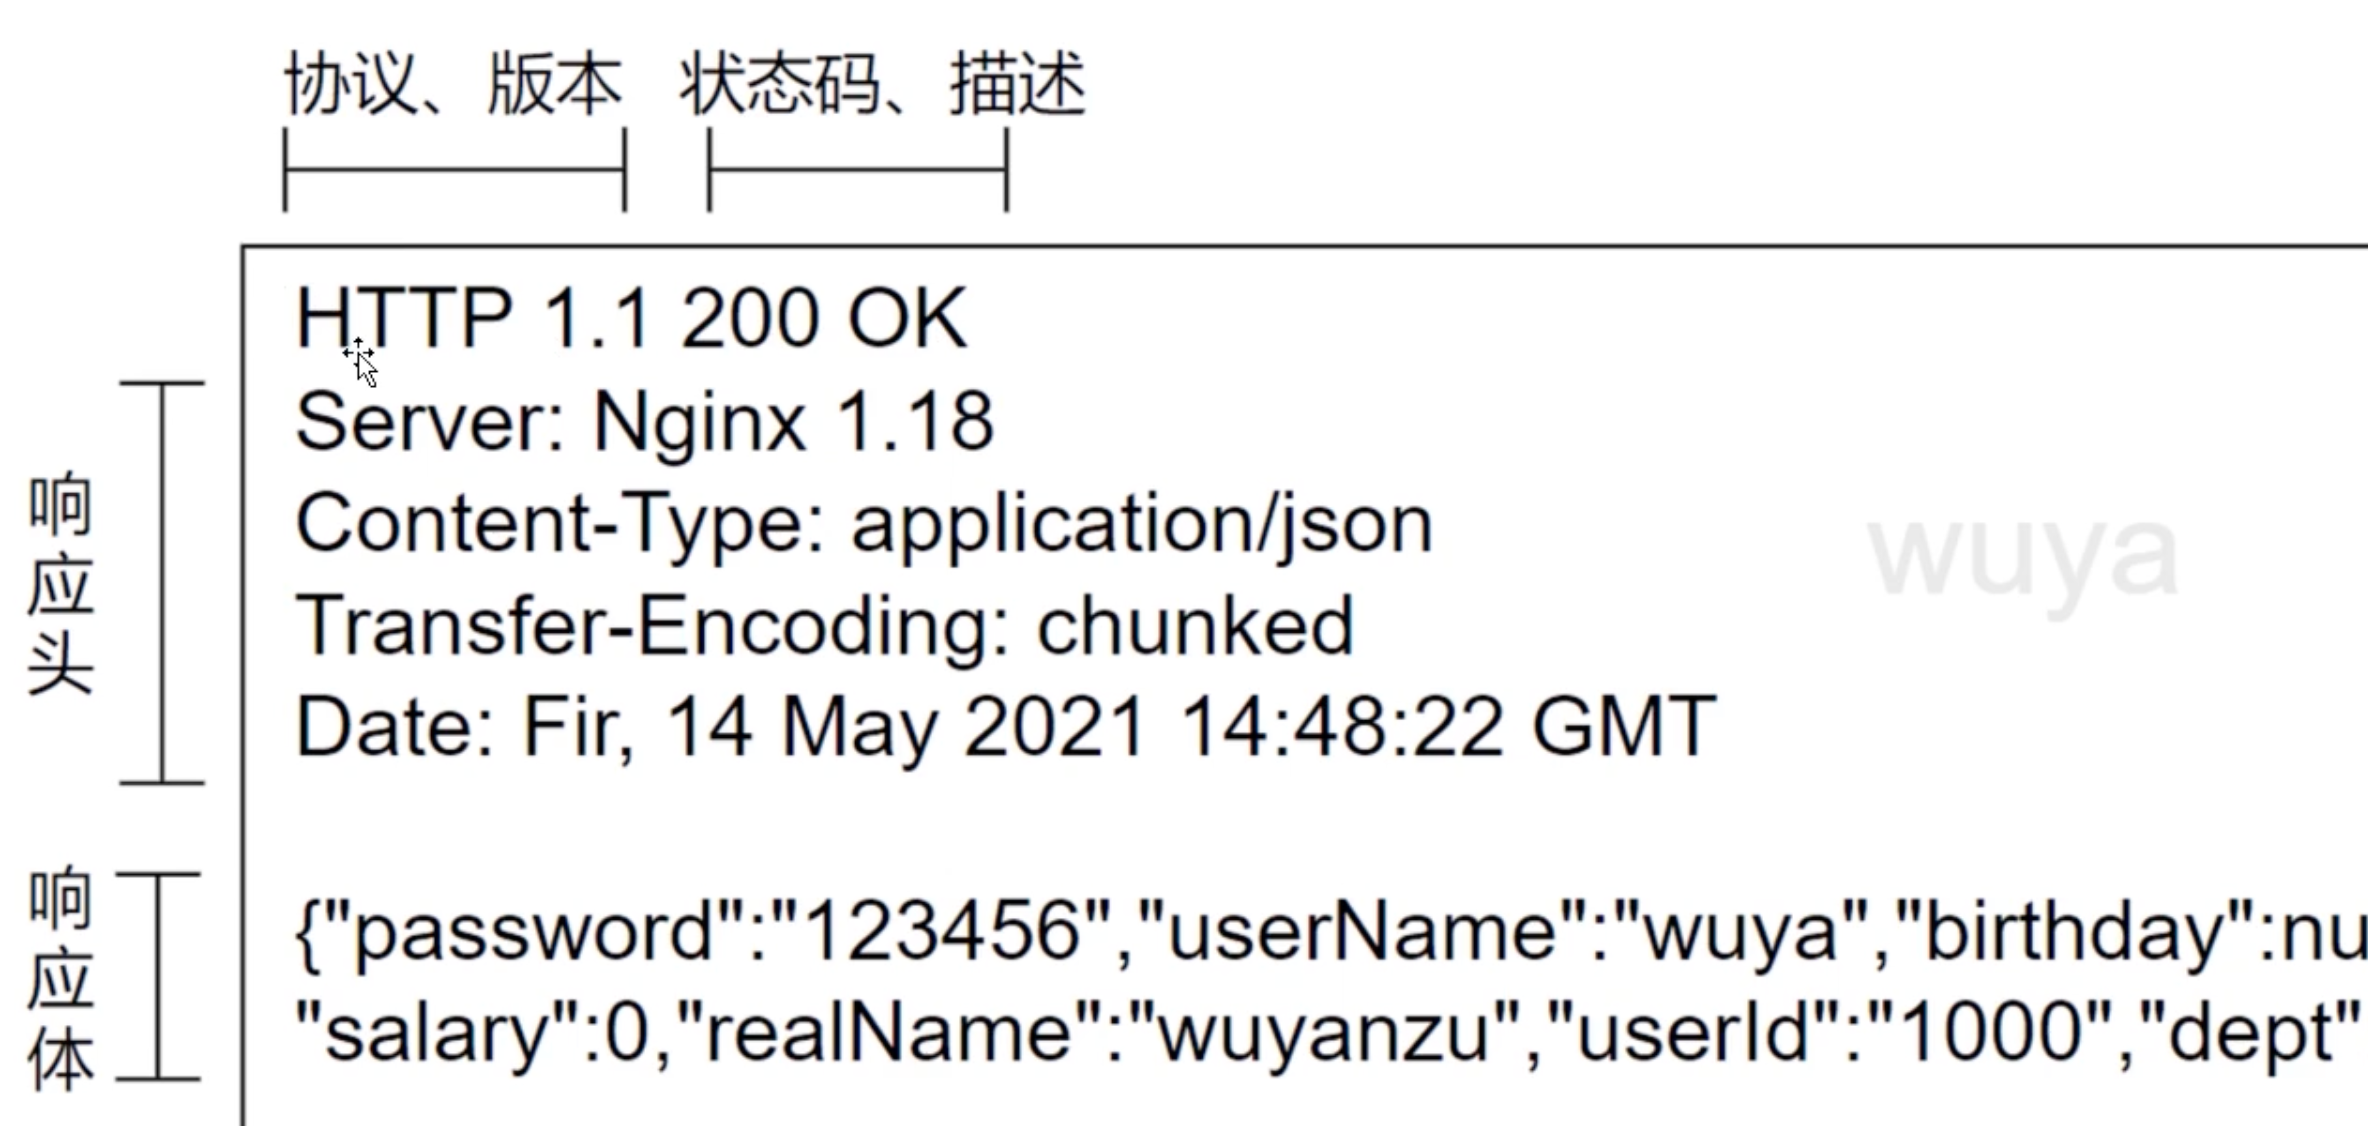 协议、版本 状态码、描述
HTTP 1.1 200 OK
Server: Nginx 1.18
Content-Type: application/json
Transfer-Encoding: chunked
Date: Fir, 14 May 2021 14:48:22 GMT
响应头
wuya
{"password":"123456","userName":"wuya","birthday":nu
"salary":0,"realName":"wuyanzu","userId":"1000","dept"
响应体